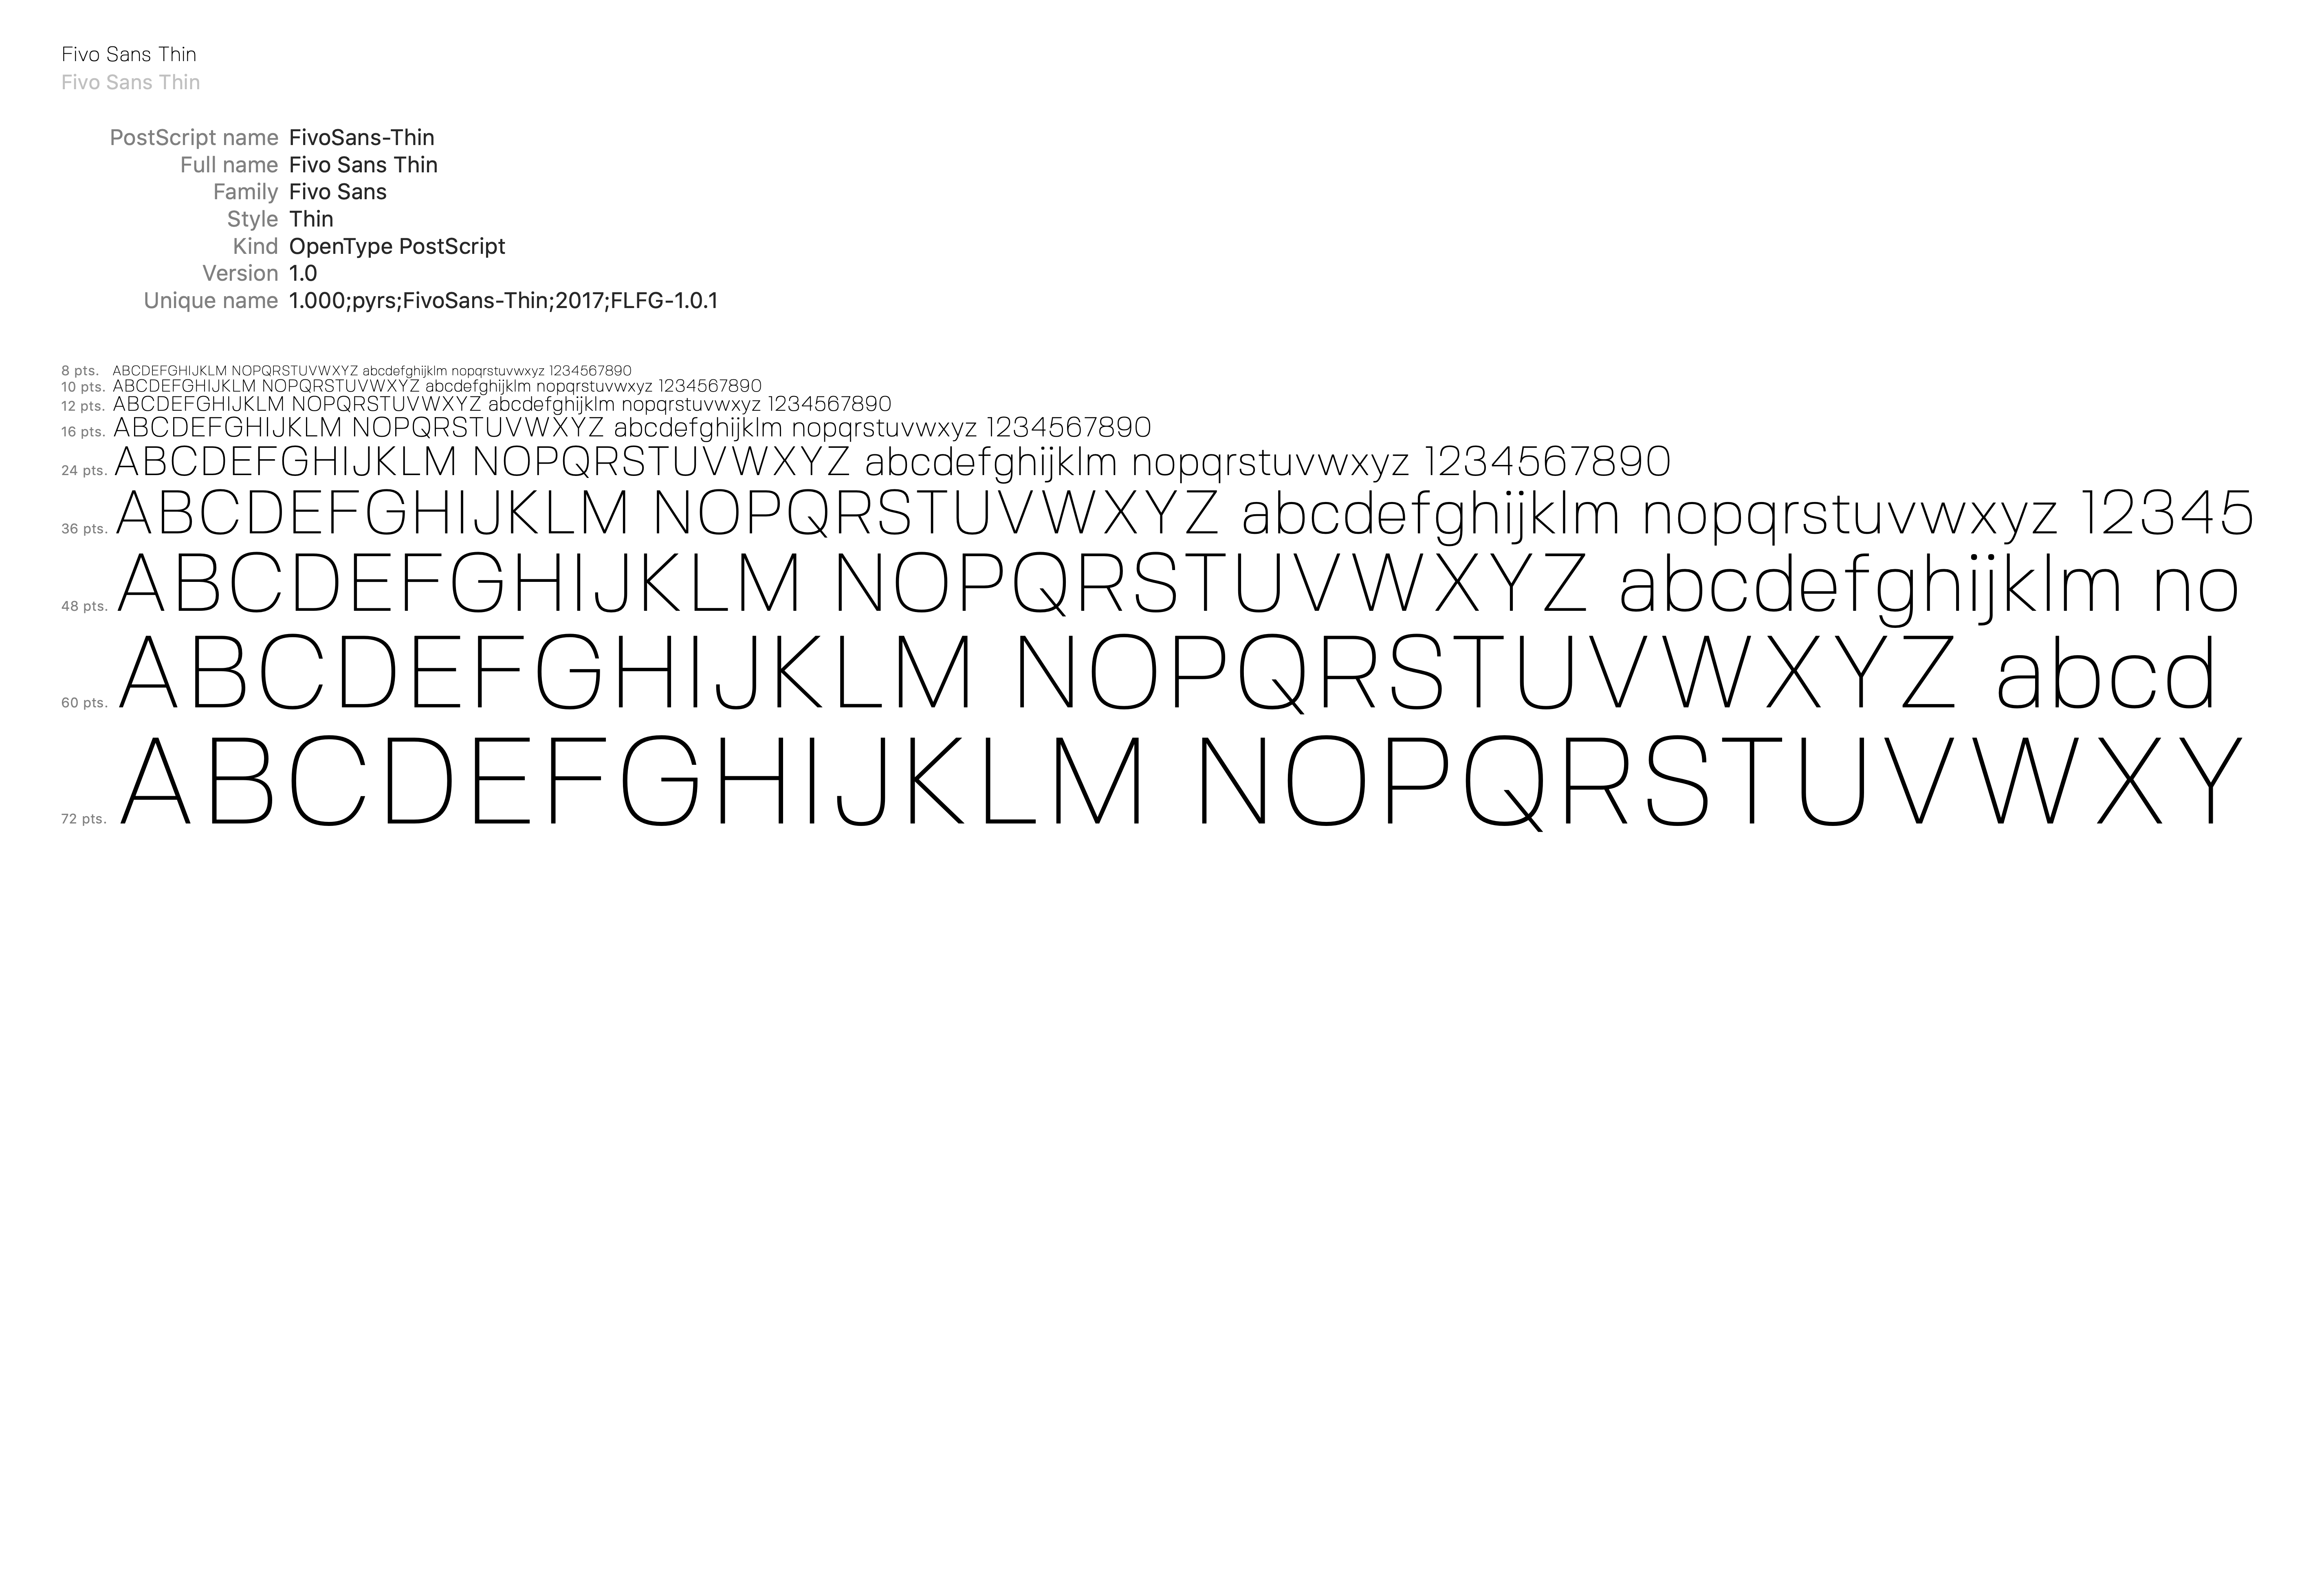 Fivo Sans Thin
Fivo Sans Thin
PostScript name FivoSans-Thin
Full name Fivo Sans Thin
Family Fivo Sans
Style Thin
Kind OpenType PostScript
Version 1.0
Unique name 1.000;pyrs;FivoSans-Thin;2017;FLFG-1.0.1
8 pts. ABCDEFGHIJKLM NOPQRSTUVWXYZ abcdefghijklm nopqrstuvwxyz 1234567890
10 pts. ABCDEFGHIJKLM NOPQRSTUVWXYZ abcdefghijklm nopqrstuvwxyz 1234567890
12 pts. ABCDEFGHIJKLM NOPQRSTUVWXYZ abcdefghijklm nopqrstuvwxyz 1234567890
16 pts. ABCDEFGHIJKLM NOPQRSTUVWXYZ abcdefghijklm nopqrstuvwxyz 1234567890
24 pts. ABCDEFGHIJKLM NOPQRSTUVWXYZ abcdefghijklm nopqrstuvwxyz 1234567890
36 pts. ABCDEFGHIJKLM NOPQRSTUVWXYZ abcdefghijklm nopqrstuvwxyz 12345
48 pts. ABCDEFGHIJKLM NOPQRSTUVWXYZ abcdefghijklm no
60 pts. ABCDEFGHIJKLM NOPQRSTUVWXYZ abcd
72 pts. ABCDEFGHIJKLM NOPQRSTUVWXY